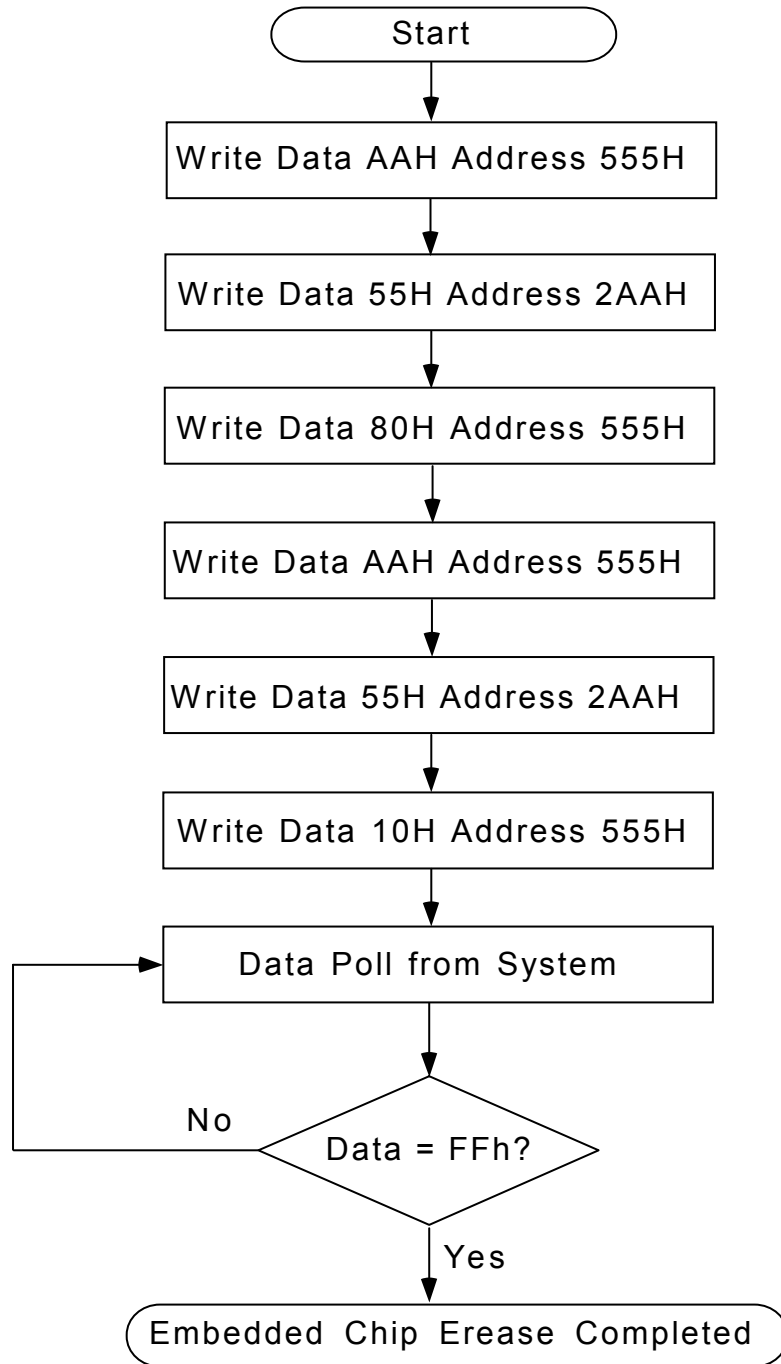 Start
Write Data AAH Address 555H
Write Data 55H Address 2AAH
Write Data 80H Address 555H
Write Data AAH Address 555H
Write Data 55H Address 2AAH
Write Data 10H Address 555H
Data Poll from System
No
Data = FFh?
Yes
Embedded Chip Erease Completed